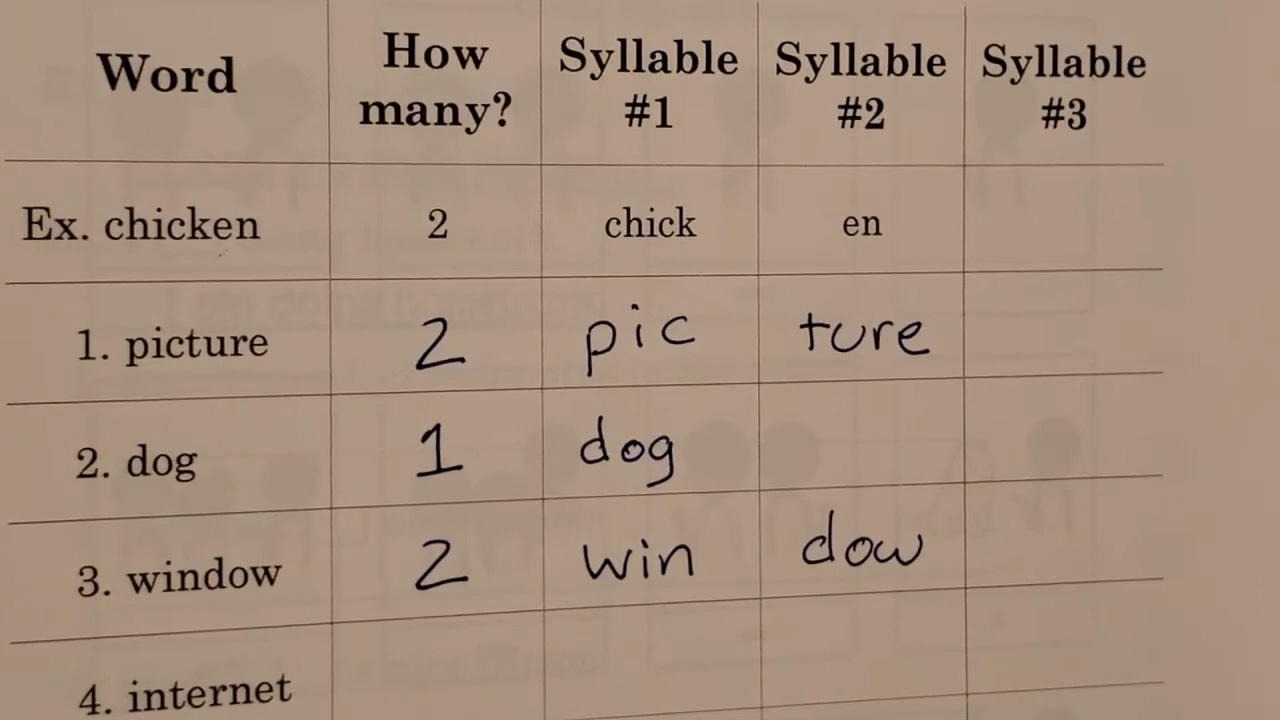 Word How many? Syllable #1 Syllable #2 Syllable #3
Ex. chicken 2 chick en
1. picture 2 pic ture
2. dog 1 dog
3. window 2 win dow
4. internet